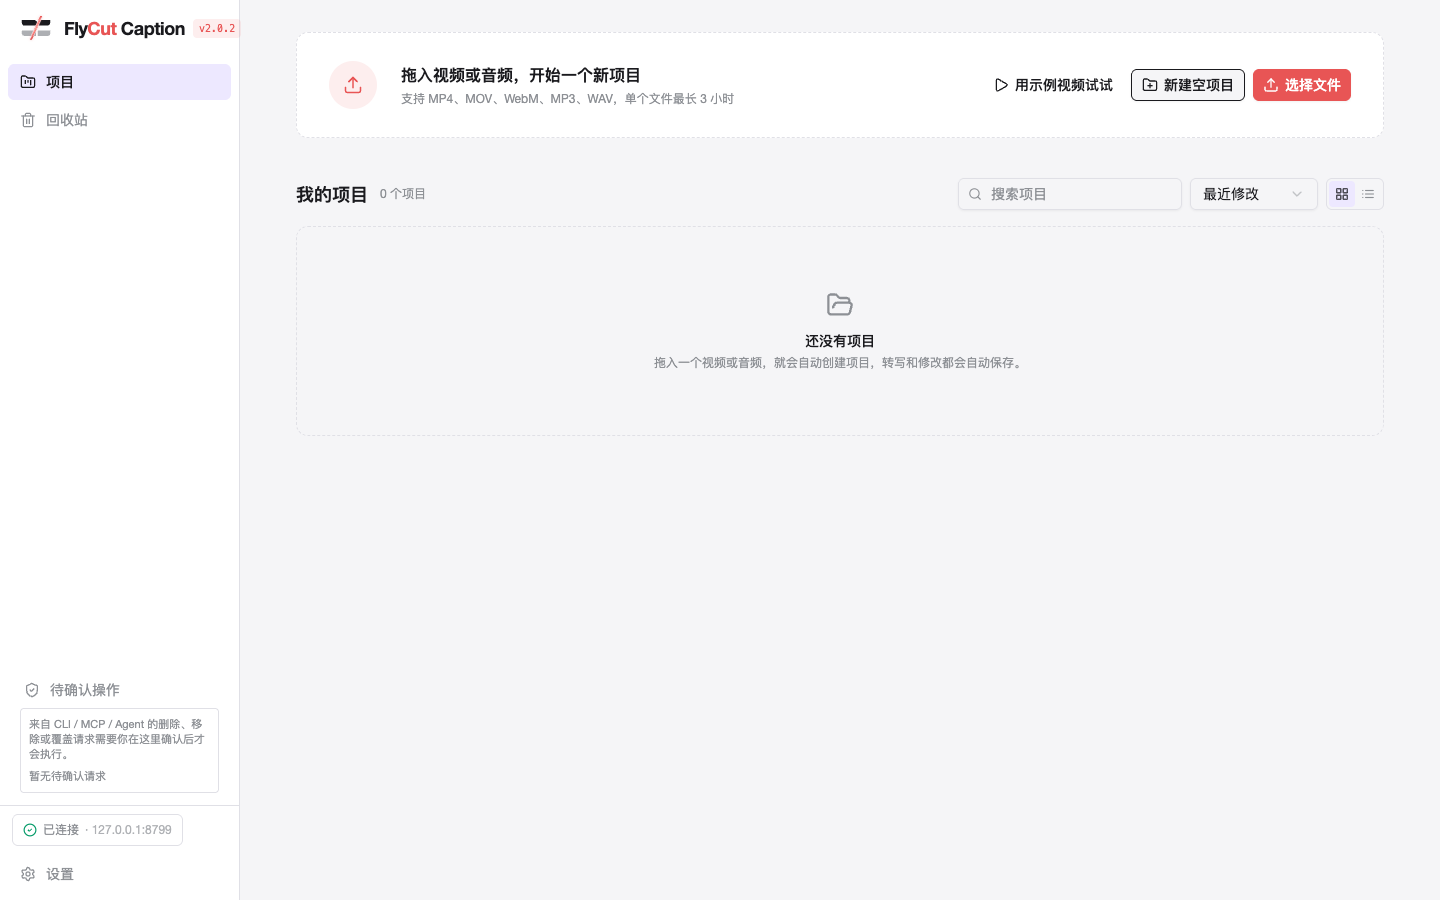 FlyCut Caption v2.0.2
项目
回收站
拖入视频或音频，开始一个新项目
支持 MP4、MOV、WebM、MP3、WAV，单个文件最长 3 小时
用示例视频试试
新建空项目
选择文件
我的项目 0 个项目
搜索项目
最近修改
还没有项目
拖入一个视频或音频，就会自动创建项目，转写和修改都会自动保存。
待确认操作
来自 CLI / MCP / Agent 的删除、移
除或覆盖请求需要你在这里确认后才
会执行。
暂无待确认请求
已连接 · 127.0.0.1:8799
设置